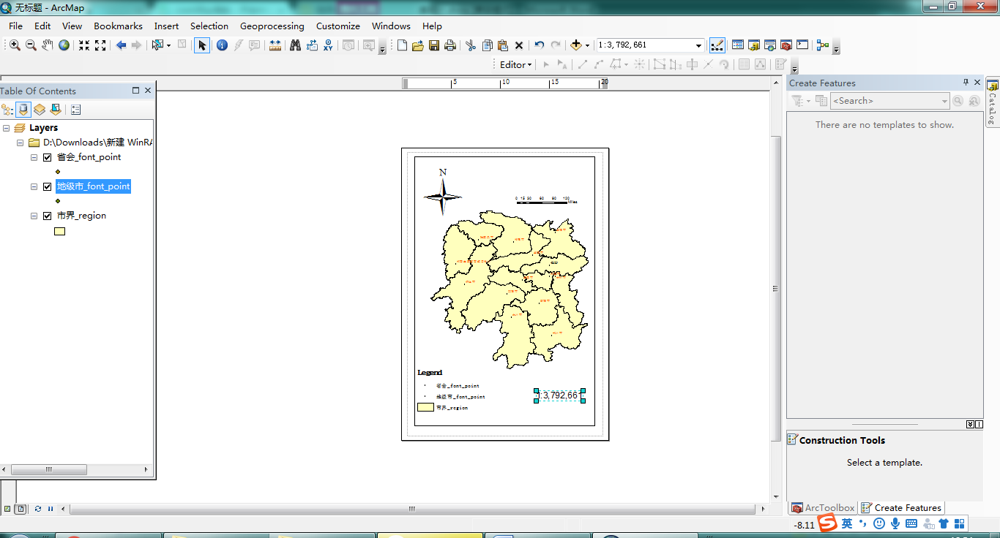 无标题 - ArcMap
File Edit View Bookmarks Insert Selection Geoprocessing Customize Windows Help
1:3,792,661
Editor
Table Of Contents
5 10 15 20
Create Features
<Search>
Catalog
There are no templates to show.
Layers
D:\Downloads\新建 WinRA
省会_font_point
地级市_font_point
市界_region
N
0 15 30 60 90 120
Miles
Legend
省会_font_point
地级市_font_point
市界_region
1:3,792,661
Construction Tools
Select a template.
ArcToolbox Create Features
-8.11
英